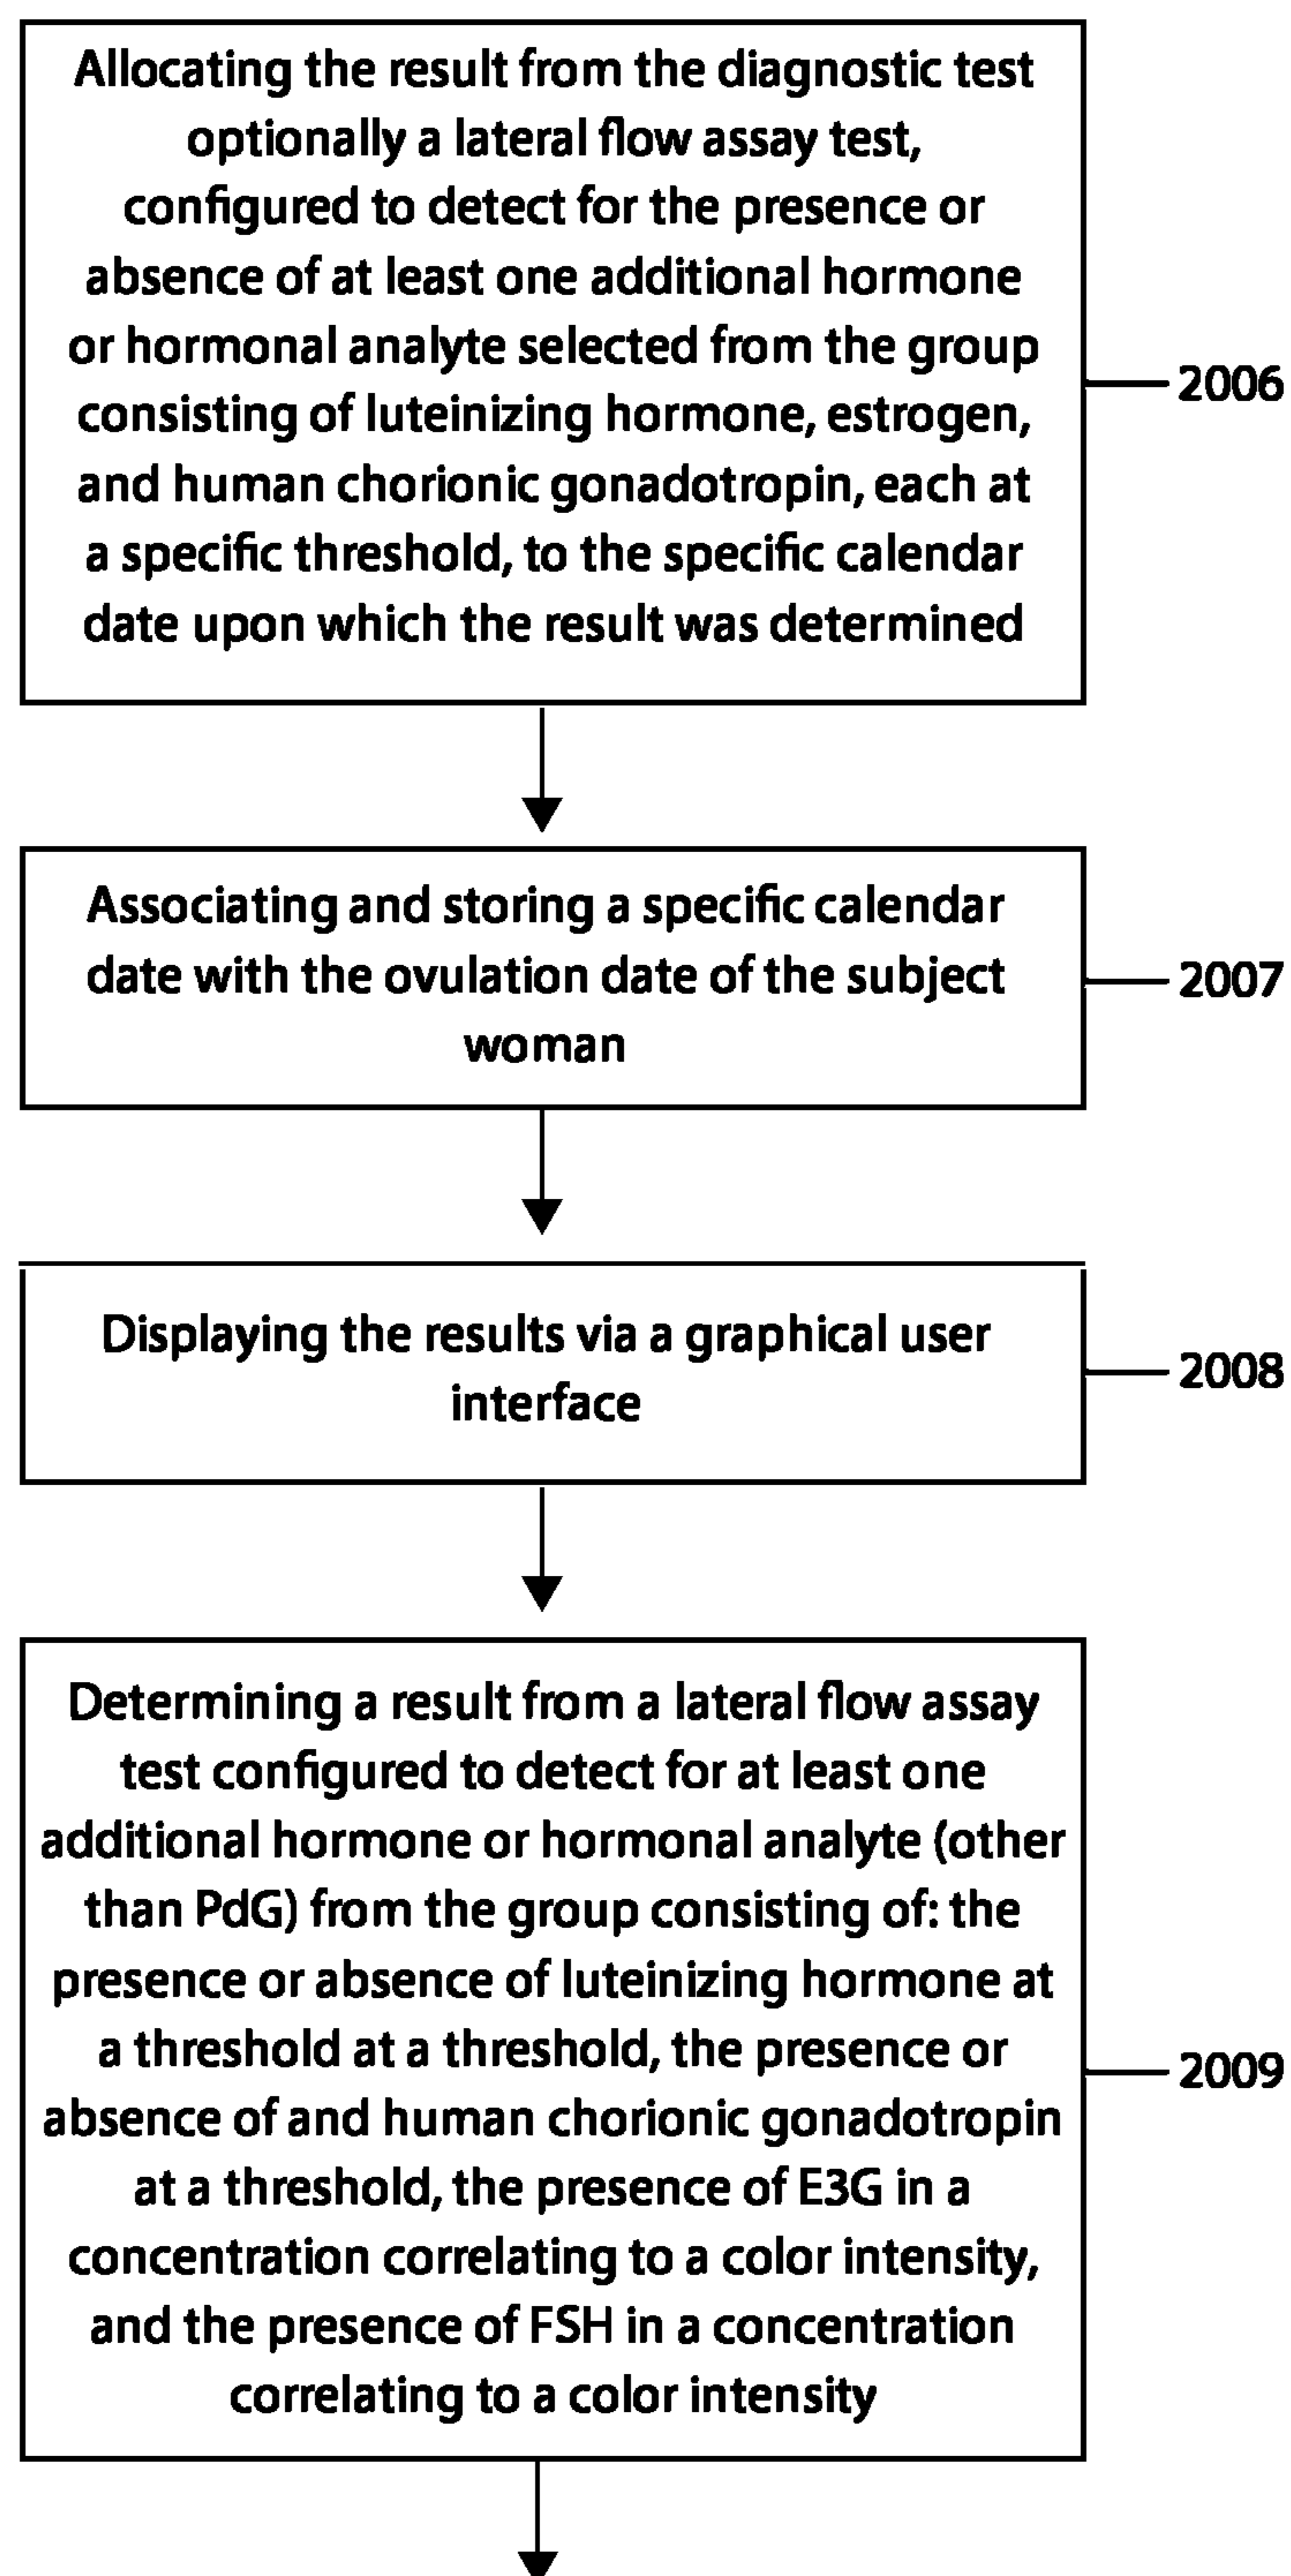 Allocating the result from the diagnostic test
optionally a lateral flow assay test,
configured to detect for the presence or
absence of at least one additional hormone
or hormonal analyte selected from the group
consisting of luteinizing hormone, estrogen,
and human chorionic gonadotropin, each at
a specific threshold, to the specific calendar
date upon which the result was determined
2006
Associating and storing a specific calendar
date with the ovulation date of the subject
woman
2007
Displaying the results via a graphical user
interface
2008
Determining a result from a lateral flow assay
test configured to detect for at least one
additional hormone or hormonal analyte (other
than PdG) from the group consisting of: the
presence or absence of luteinizing hormone at
a threshold at a threshold, the presence or
absence of and human chorionic gonadotropin
at a threshold, the presence of E3G in a
concentration correlating to a color intensity,
and the presence of FSH in a concentration
correlating to a color intensity
2009